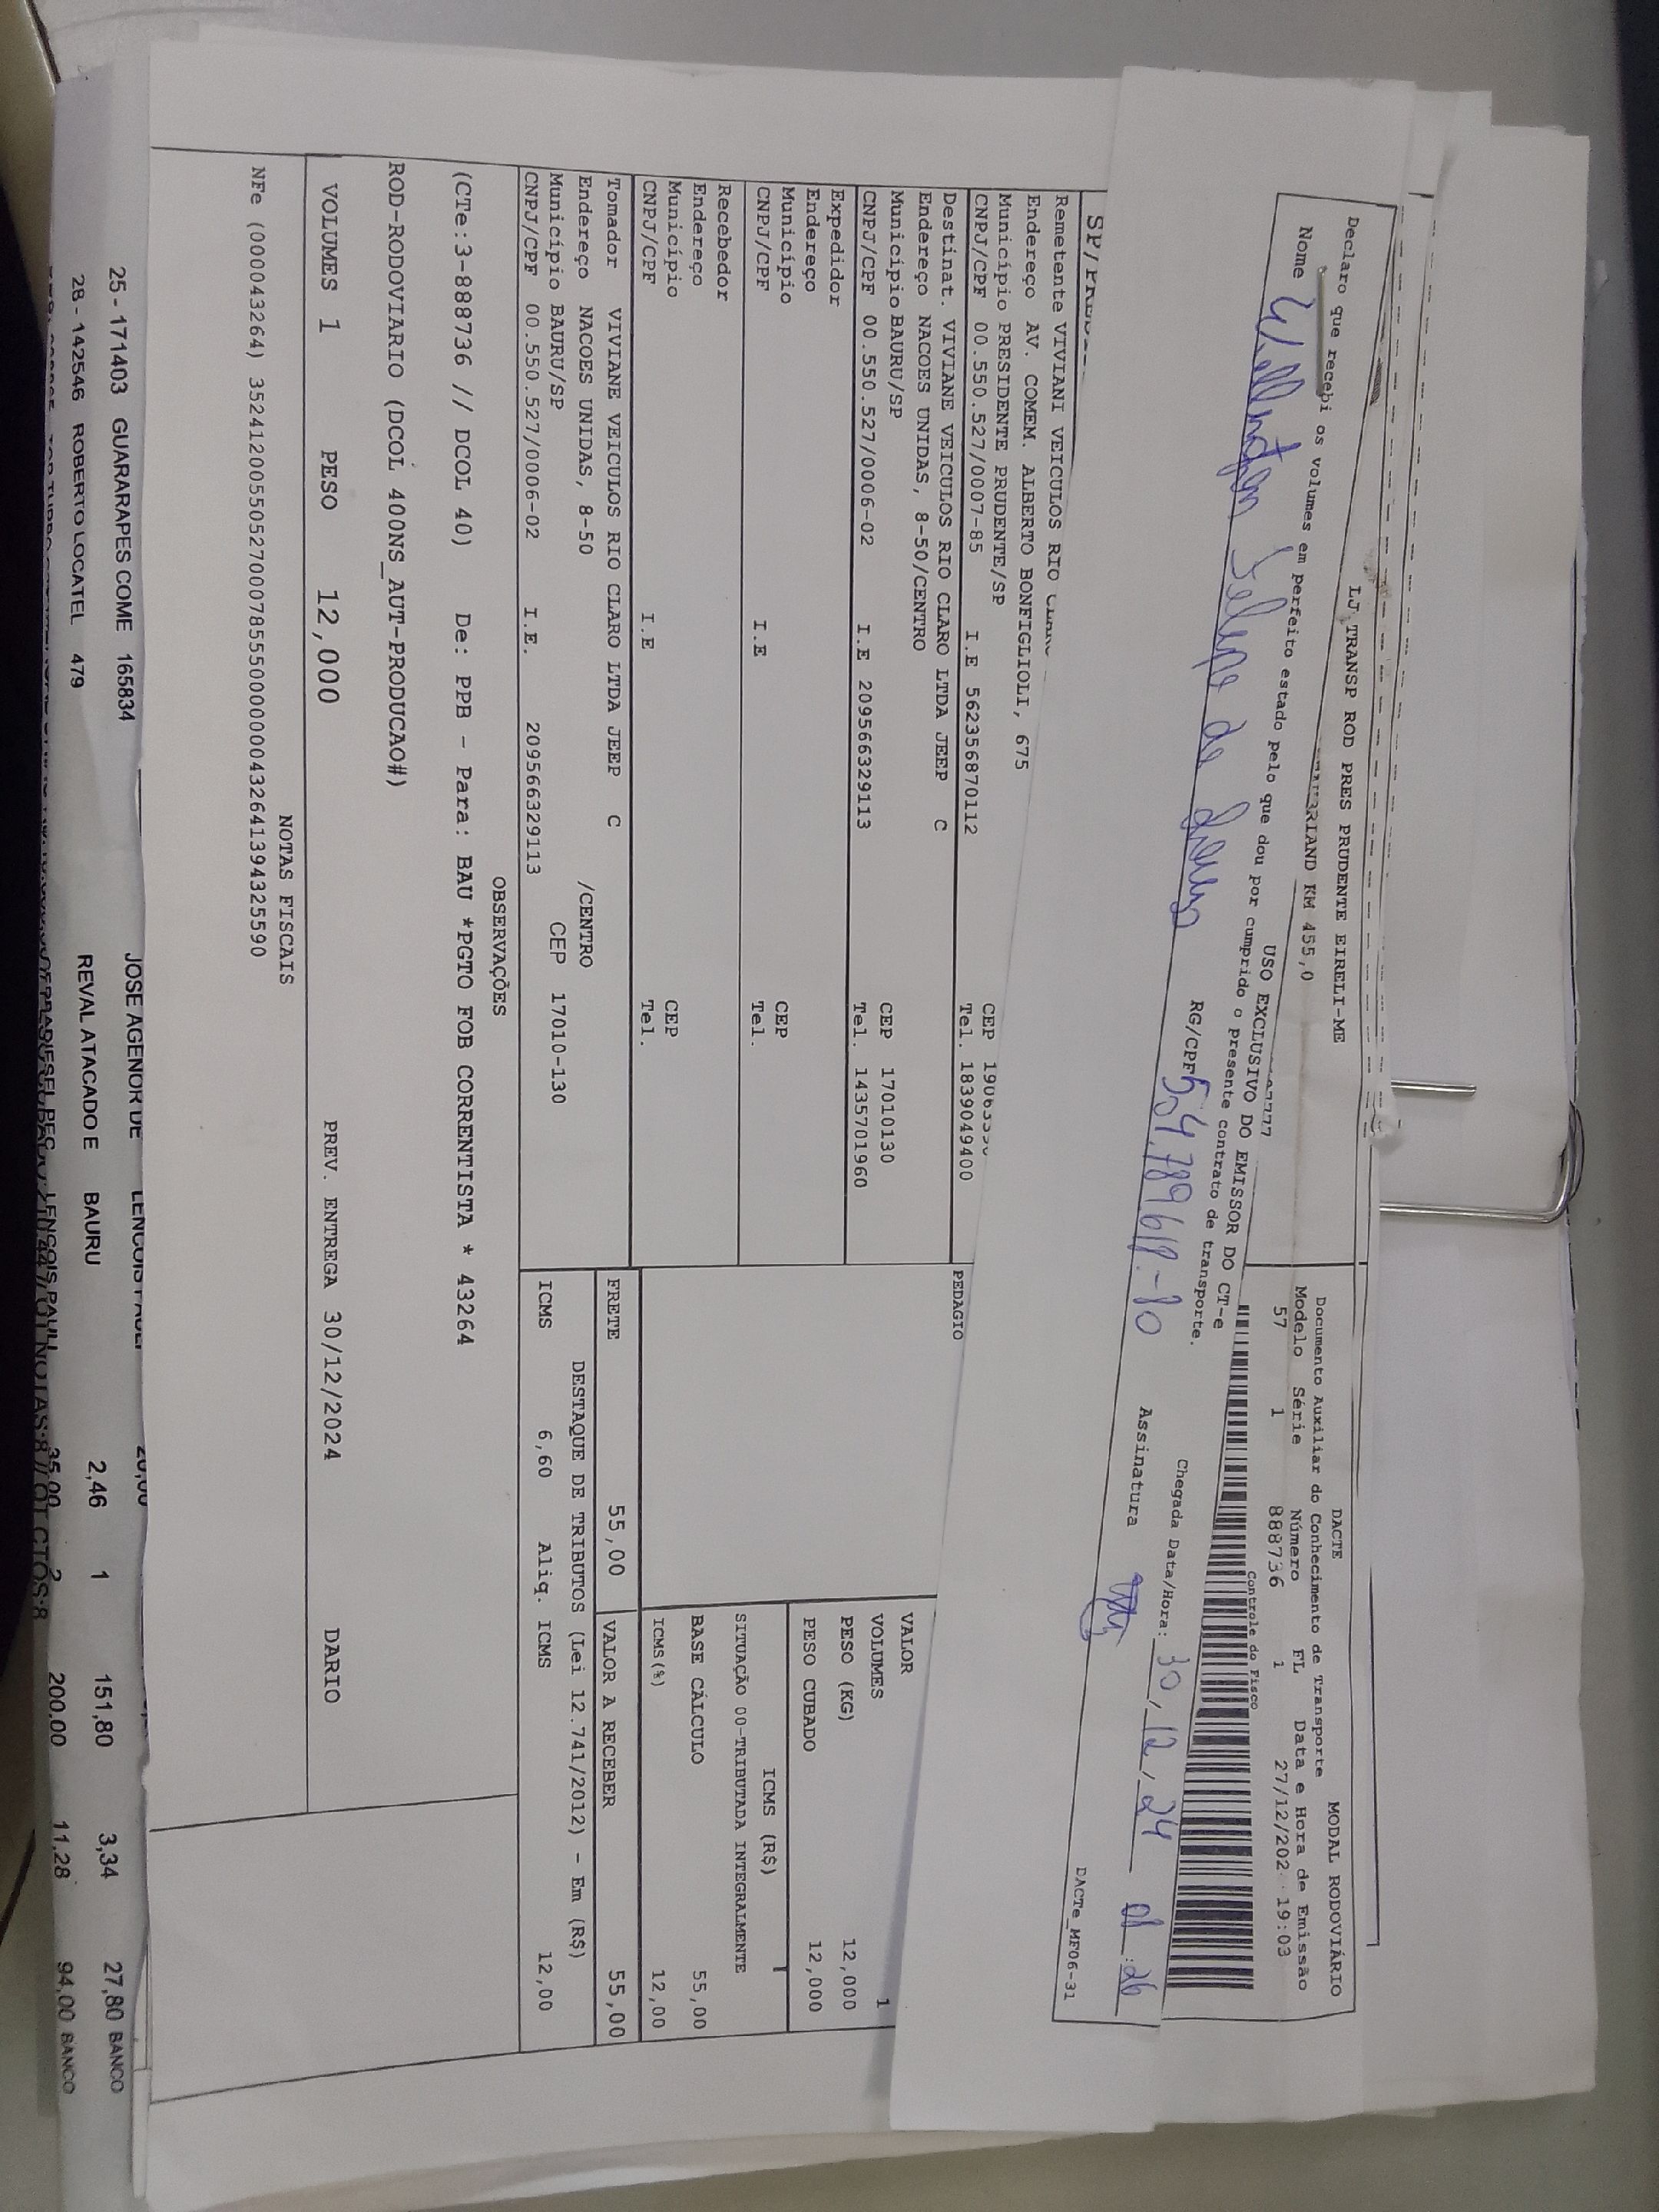 Declaro que recebi os volumes em perfeito estado pelo que dou por cumprido o presente contrato de transporte.
Nome Felipe de RG/CPF Assinatura
Chegada Data/Hora: 30/12/24
DACTe_MF06-31
LJ TRANSP ROD PRES PRUDENTE EIRELI-ME
KM 455,0
USO EXCLUSIVO DO EMISSOR DO CT-e
DACTE
Documento Auxiliar do Conhecimento de Transporte
MODAL RODOVIÁRIO
Modelo Série Número FL Data e Hora de Emissão
57 1 888736 1 27/12/202 19:03
Controle do Fisco
Remetente VIVIANI VEICULOS RIO
Endereço AV. COMEM. ALBERTO BONFIGLIOLI, 675
Município PRESIDENTE PRUDENTE/SP CEP
CNPJ/CPF 00.550.527/0007-85 I.E 562356870112 Tel. 1839049400
Destinat. VIVIANE VEICULOS RIO CLARO LTDA JEEP C
Endereço NACOES UNIDAS, 8-50/CENTRO
Município BAURU/SP CEP 17010130
CNPJ/CPF 00.550.527/0006-02 I.E 209566329113 Tel. 1435701960
Expedidor
Endereço
Município CEP
CNPJ/CPF I.E Tel.
Recebedor
Endereço
Município CEP
CNPJ/CPF I.E Tel.
Tomador VIVIANE VEICULOS RIO CLARO LTDA JEEP C
Endereço NACOES UNIDAS, 8-50 /CENTRO
Município BAURU/SP CEP 17010-130
CNPJ/CPF 00.550.527/0006-02 I.E. 209566329113
PEDAGIO
VALOR
VOLUMES 1
PESO (KG) 12,000
PESO CUBADO 12,000
ICMS (R$)
SITUAÇÃO 00-TRIBUTADA INTEGRALMENTE
BASE CÁLCULO 55,00
ICMS(%) 12,00
FRETE 55,00 VALOR A RECEBER 55,00
DESTAQUE DE TRIBUTOS (Lei 12.741/2012) - Em (R$)
ICMS 6,60 Aliq. ICMS 12,00
OBSERVAÇÕES
(CTe:3-888736 // DCOL 40) De: PPB - Para: BAU *PGTO FOB CORRENTISTA * 43264
ROD-RODOVIARIO (DCOL 400NS_AUT-PRODUCAO#)
VOLUMES 1 PESO 12,000 PREV. ENTREGA 30/12/2024 DARIO
NOTAS FISCAIS
NFe (000043264) 35241200550527000785550000000432641394325590
25 - 171403 GUARARAPES COME 165834 JOSE AGENOR DE
28 - 142546 ROBERTO LOCATEL 479 REVAL ATACADO E BAURU 2,46 1 151,80 3,34 27,80 BANCO
35,00 2 200,00 11,28 94,00 BANCO
NOTAS:8 // QT CTOS:8